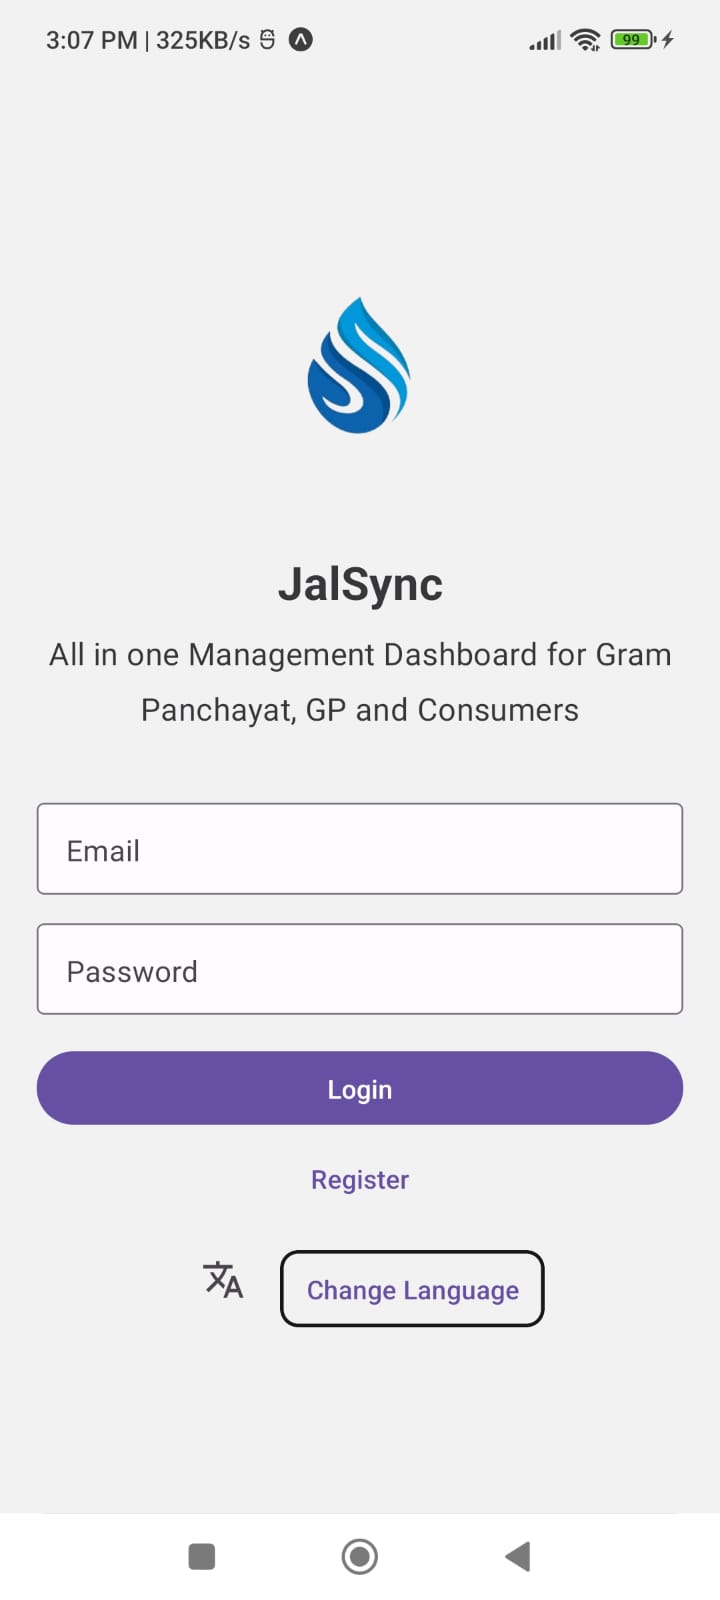 3:07 PM | 325KB/s
99
JalSync
All in one Management Dashboard for Gram
Panchayat, GP and Consumers
Email
Password
Login
Register
Change Language